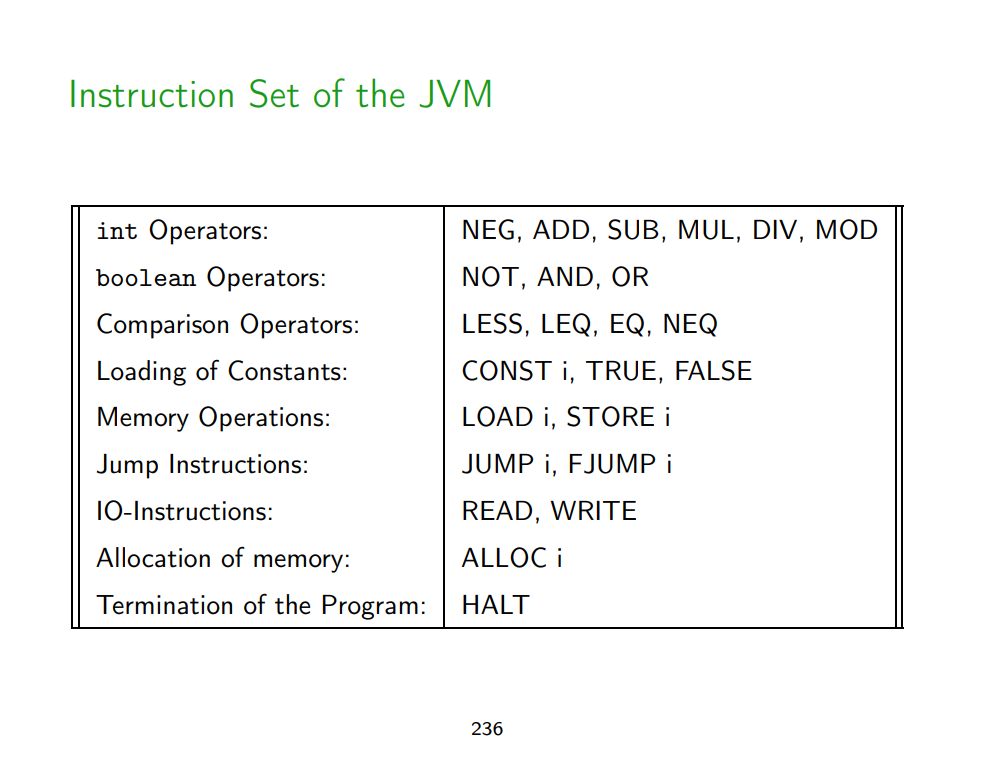 Instruction Set of the JVM
int Operators: NEG, ADD, SUB, MUL, DIV, MOD
boolean Operators: NOT, AND, OR
Comparison Operators: LESS, LEQ, EQ, NEQ
Loading of Constants: CONST i, TRUE, FALSE
Memory Operations: LOAD i, STORE i
Jump Instructions: JUMP i, FJUMP i
IO-Instructions: READ, WRITE
Allocation of memory: ALLOC i
Termination of the Program: HALT
236